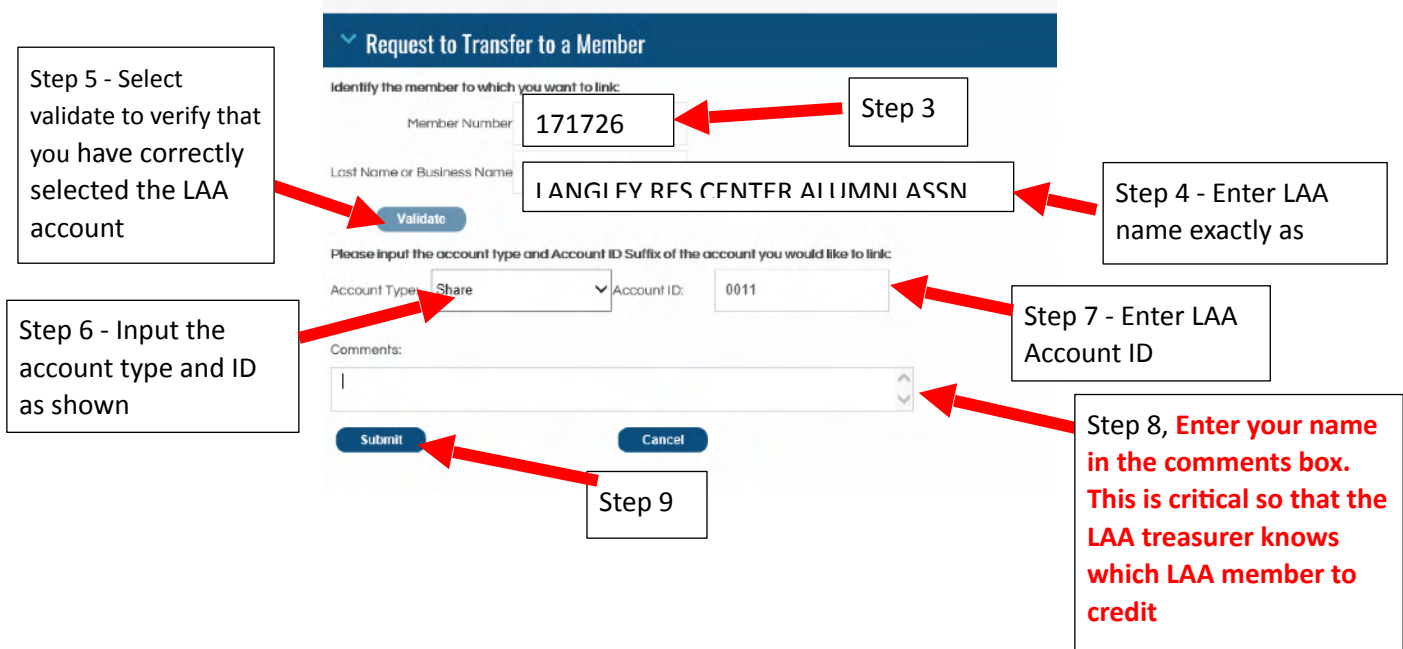 Request to Transfer to a Member
Identify the member to which you want to link:
Member Number
171726
Step 3
Last Name or Business Name
LANGLEY RES CENTER ALUMNI ASSN
Step 4 - Enter LAA
name exactly as
Step 5 - Select
validate to verify that
you have correctly
selected the LAA
account
Validate
Please input the account type and Account ID Suffix of the account you would like to link:
Account Type:
Share
Account ID:
0011
Step 6 - Input the
account type and ID
as shown
Step 7 - Enter LAA
Account ID
Comments:
Step 8, Enter your name
in the comments box.
This is critical so that the
LAA treasurer knows
which LAA member to
credit
Submit
Cancel
Step 9